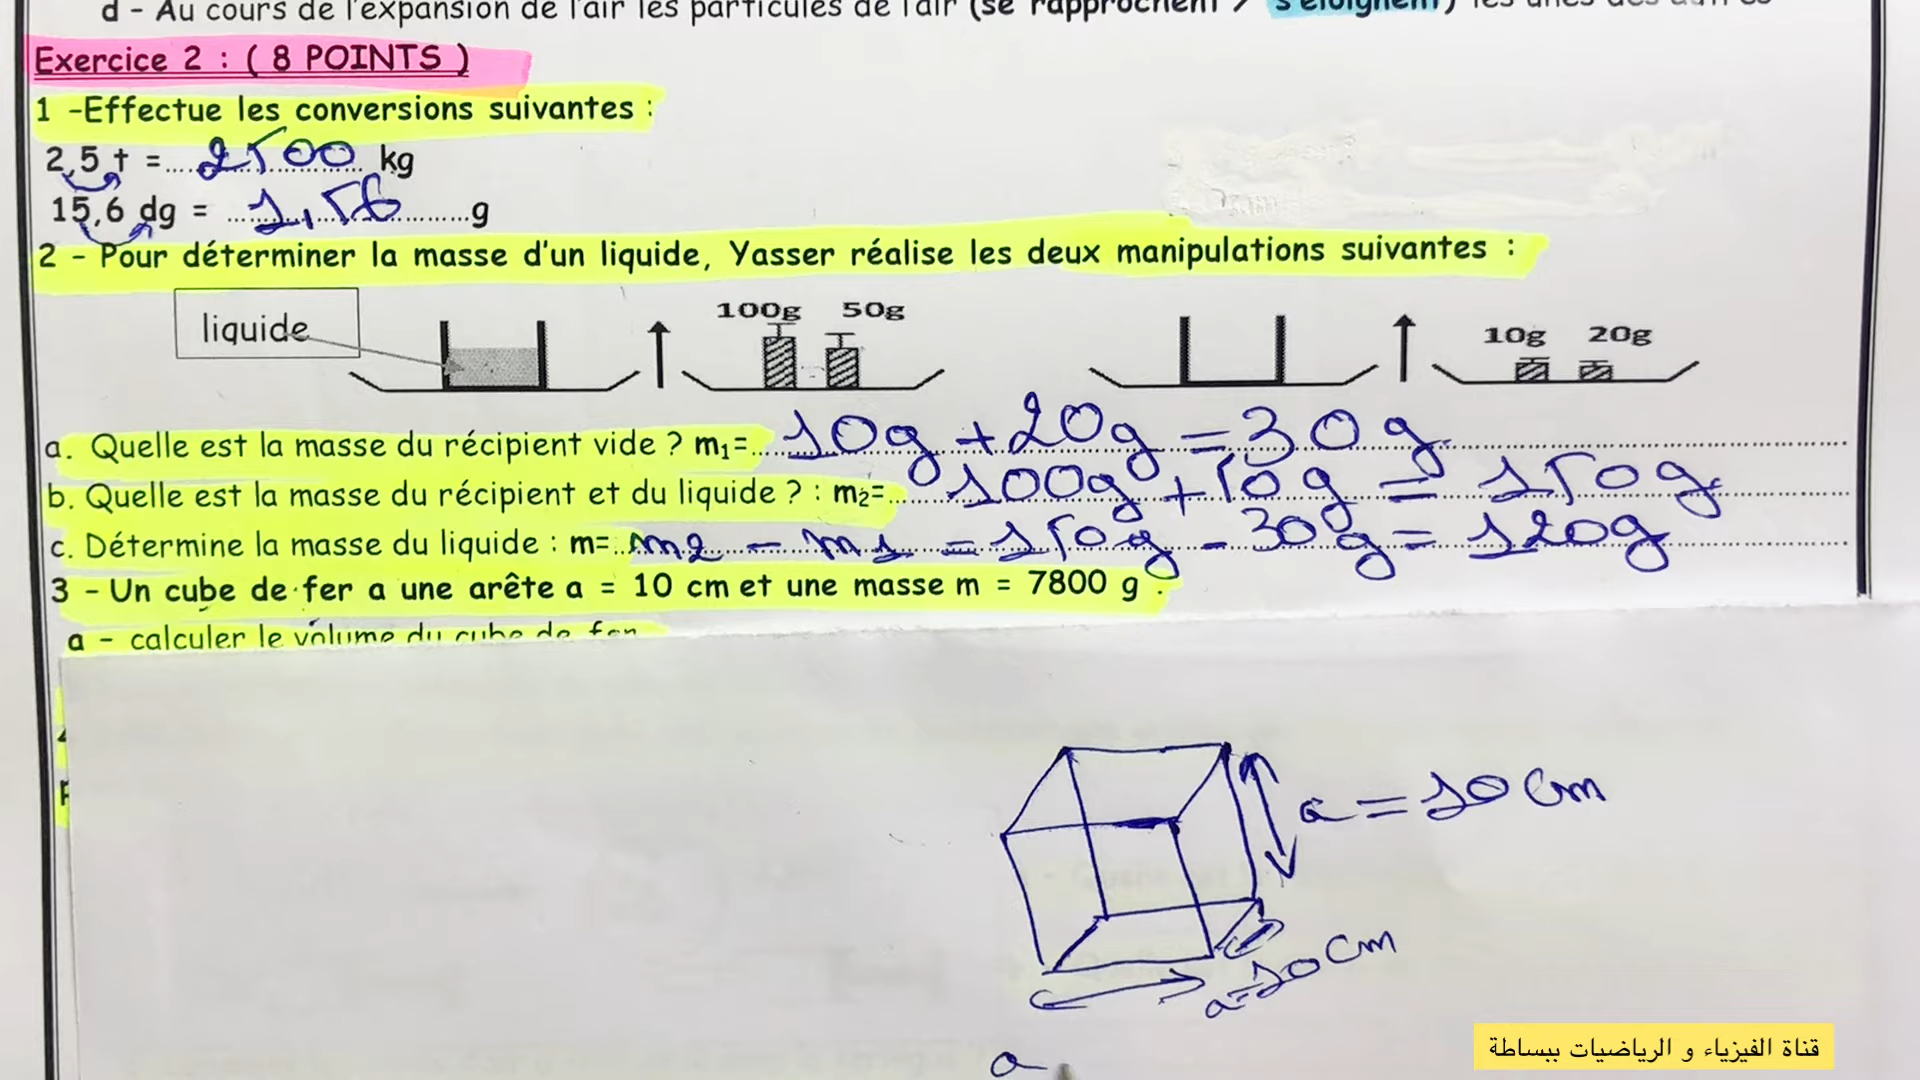 d - Au cours de l'expansion de l'air les particules de l'air (se rapprochent / s'éloignent) les unes des autres
Exercice 2 : ( 8 POINTS )
1 -Effectue les conversions suivantes :
2,5 t =....2500.... kg
15,6 dg = ....1,56....g
2 - Pour déterminer la masse d'un liquide, Yasser réalise les deux manipulations suivantes :
liquide
100g 50g
10g 20g
a. Quelle est la masse du récipient vide ? m₁=....10g + 20g = 30g....
b. Quelle est la masse du récipient et du liquide ? : m₂=....100g + 50g = 150g....
c. Détermine la masse du liquide : m=..m2 - m1 = 150g - 30g = 120g....
3 - Un cube de fer a une arête a = 10 cm et une masse m = 7800 g .
a - calculer le volume du cube de fer
a = 10 cm
a=10 cm
a
قناة الفيزياء و الرياضيات ببساطة